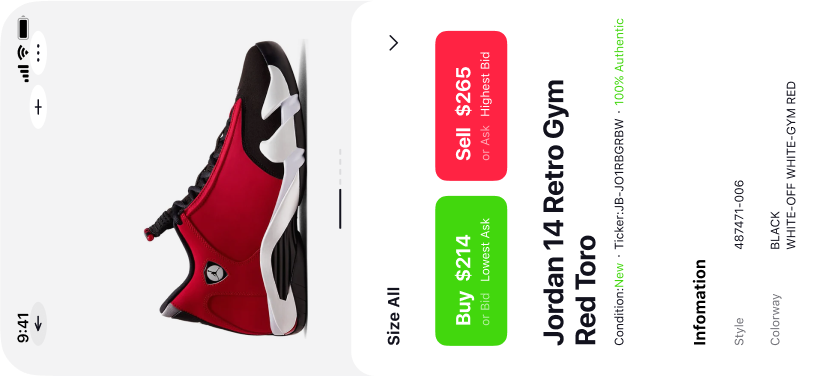 9:41
Size All
Buy $214
or Bid Lowest Ask
Sell $265
or Ask Highest Bid
Jordan 14 Retro Gym
Red Toro
Condition:New · Ticker:JB-JO1RBGRBW · 100% Authentic
Infomation
Style 487471-006
Colorway BLACK
WHITE-OFF WHITE-GYM RED